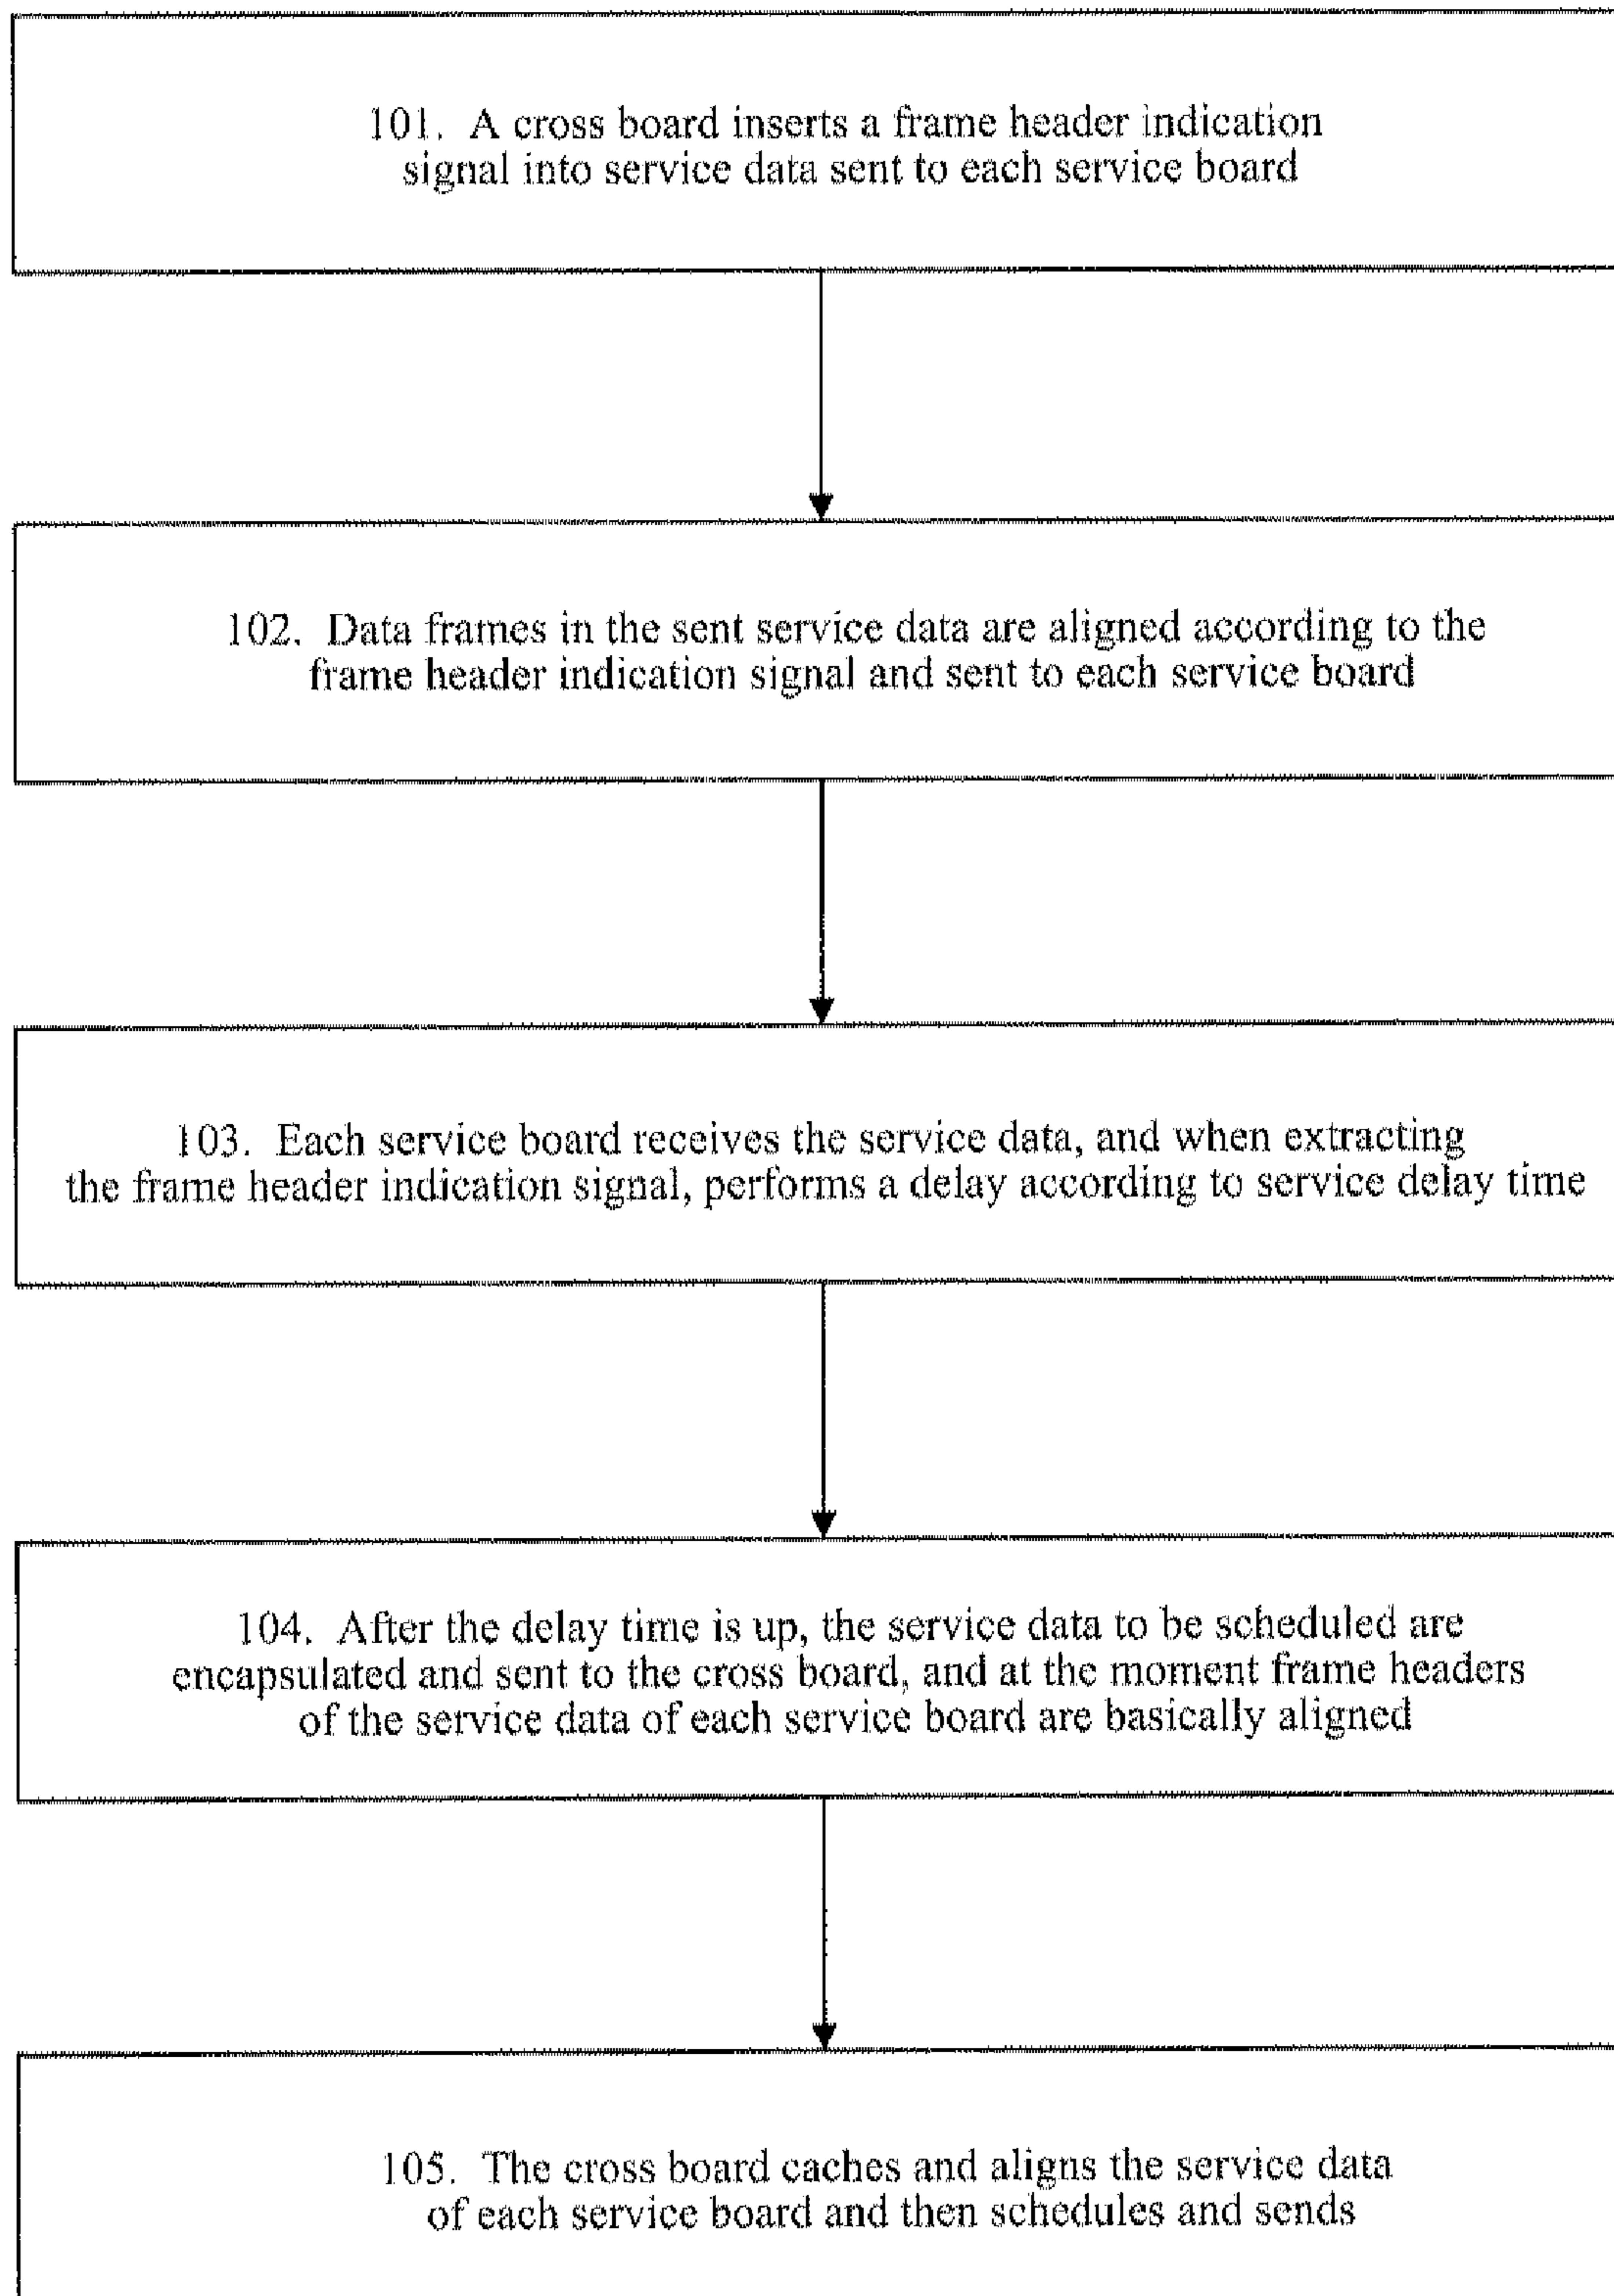 101. A cross board inserts a frame header indication
signal into service data sent to each service board
102. Data frames in the sent service data are aligned according to the
frame header indication signal and sent to each service board
103. Each service board receives the service data, and when extracting
the frame header indication signal, performs a delay according to service delay time
104. After the delay time is up, the service data to be scheduled are
encapsulated and sent to the cross board, and at the moment frame headers
of the service data of each service board are basically aligned
105. The cross board caches and aligns the service data
of each service board and then schedules and sends